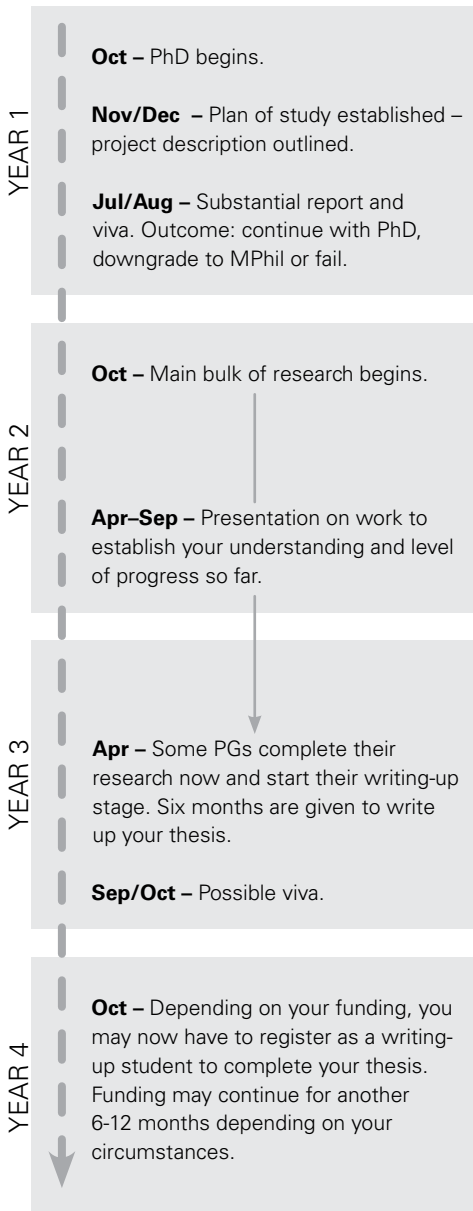 YEAR 1
Oct – PhD begins.
Nov/Dec – Plan of study established –
project description outlined.
Jul/Aug – Substantial report and
viva. Outcome: continue with PhD,
downgrade to MPhil or fail.
YEAR 2
Oct – Main bulk of research begins.
Apr–Sep – Presentation on work to
establish your understanding and level
of progress so far.
YEAR 3
Apr – Some PGs complete their
research now and start their writing-up
stage. Six months are given to write
up your thesis.
Sep/Oct – Possible viva.
YEAR 4
Oct – Depending on your funding, you
may now have to register as a writing-
up student to complete your thesis.
Funding may continue for another
6-12 months depending on your
circumstances.